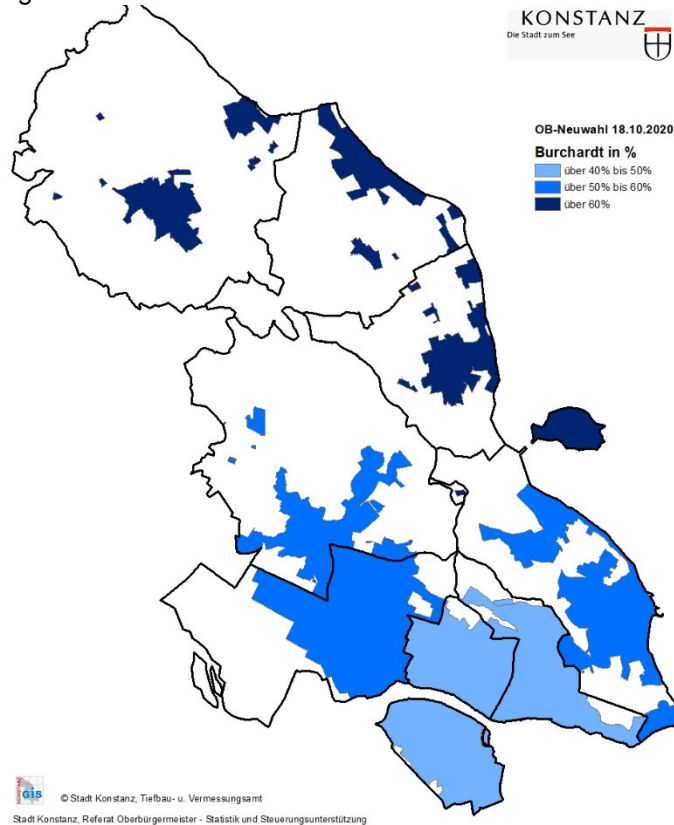 KONSTANZ
Die Stadt zum See
OB-Neuwahl 18.10.2020
Burchardt in %
über 40% bis 50%
über 50% bis 60%
über 60%
KONSTANZ
GIS
© Stadt Konstanz, Tiefbau- u. Vermessungsamt
Stadt Konstanz, Referat Oberbürgermeister - Statistik und Steuerungsunterstützung